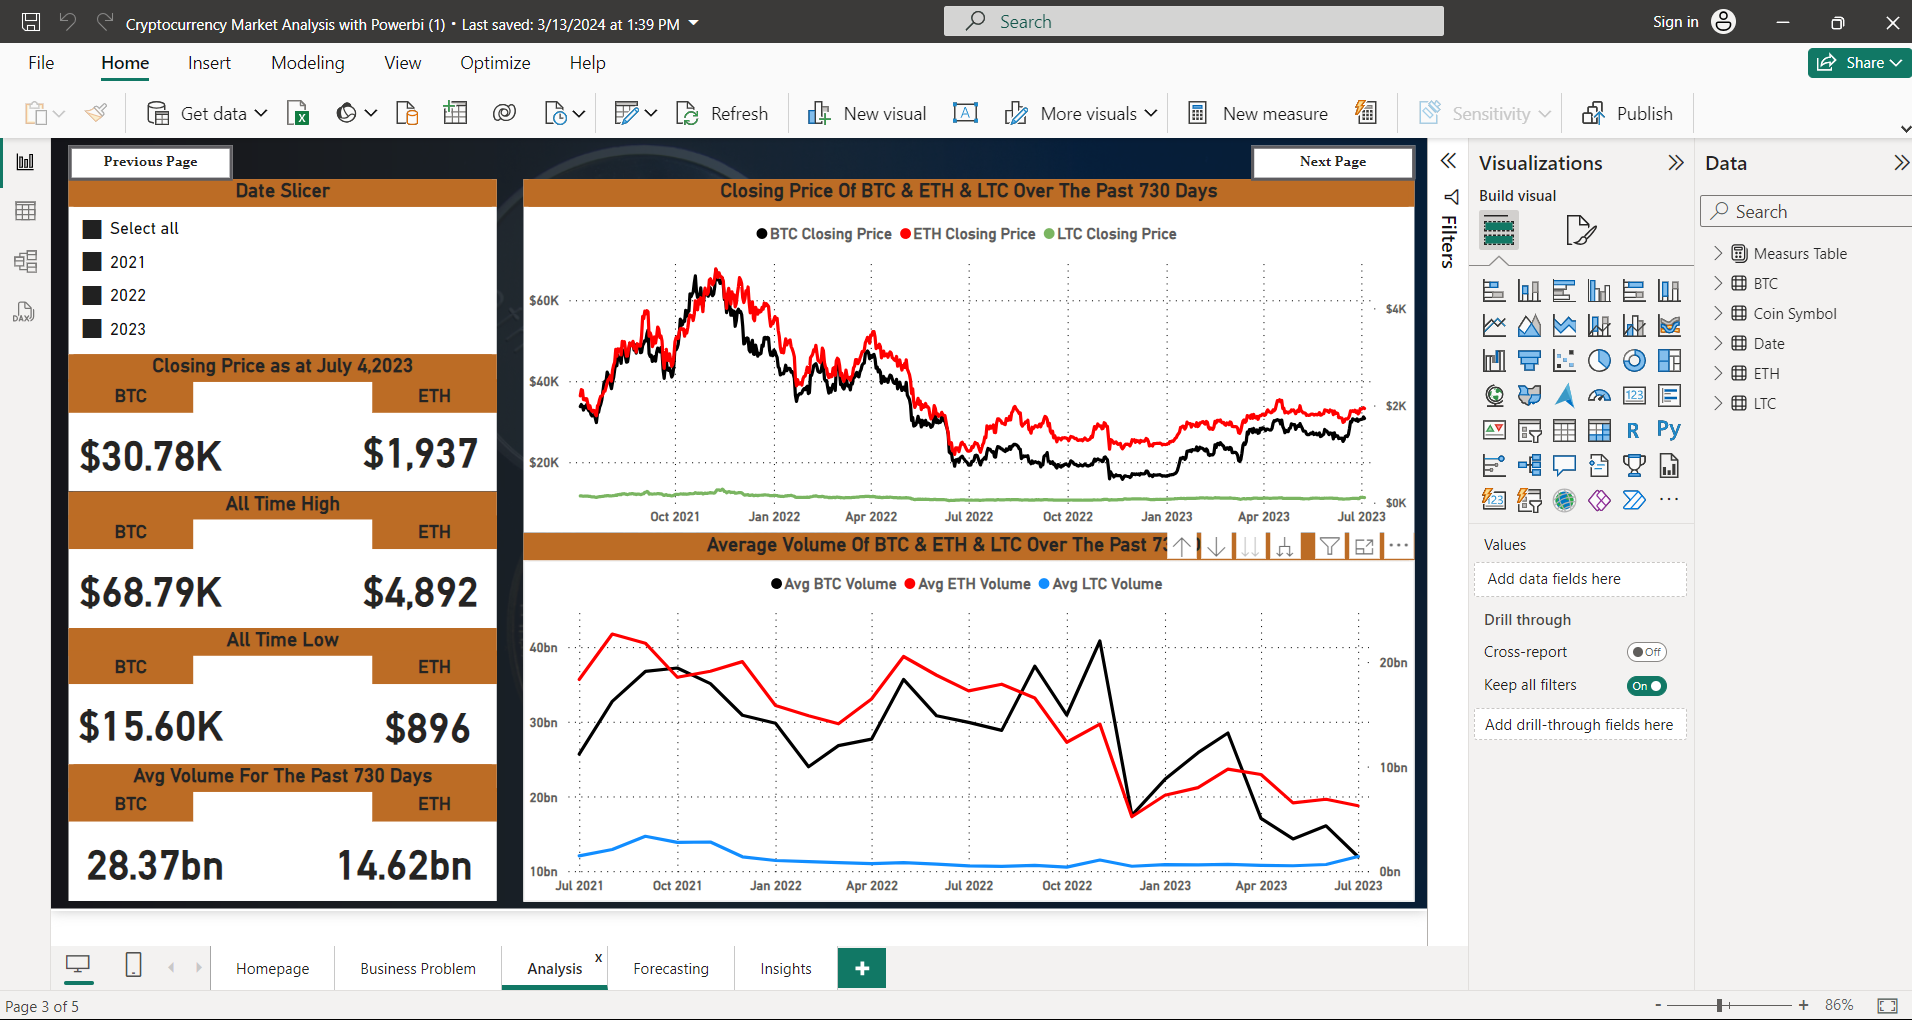 Cryptocurrency Market Analysis with Powerbi (1) • Last saved: 3/13/2024 at 1:39 PM
Search
Sign in
File Home Insert Modeling View Optimize Help
Share
Get data
Refresh
New visual
More visuals
New measure
Sensitivity
Publish
DAX
Previous Page
Next Page
Date Slicer
Select all
2021
2022
2023
Closing Price as at July 4,2023
BTC ETH
$30.78K $1,937
All Time High
BTC ETH
$68.79K $4,892
All Time Low
BTC ETH
$15.60K $896
Avg Volume For The Past 730 Days
BTC ETH
28.37bn 14.62bn
Closing Price Of BTC & ETH & LTC Over The Past 730 Days
BTC Closing Price ETH Closing Price LTC Closing Price
$60K
$40K
$20K
$4K
$2K
$0K
Oct 2021 Jan 2022 Apr 2022 Jul 2022 Oct 2022 Jan 2023 Apr 2023 Jul 2023
Average Volume Of BTC & ETH & LTC Over The Past
Avg BTC Volume Avg ETH Volume Avg LTC Volume
40bn
30bn
20bn
10bn
20bn
10bn
0bn
Jul 2021 Oct 2021 Jan 2022 Apr 2022 Jul 2022 Oct 2022 Jan 2023 Apr 2023 Jul 2023
Filters
Visualizations
Build visual
123
R
Py
123
Values
Add data fields here
Drill through
Cross-report
Off
Keep all filters
On
Add drill-through fields here
Data
Search
Measurs Table
BTC
Coin Symbol
Date
ETH
LTC
Homepage Business Problem Analysis x Forecasting Insights +
Page 3 of 5
- + 86%